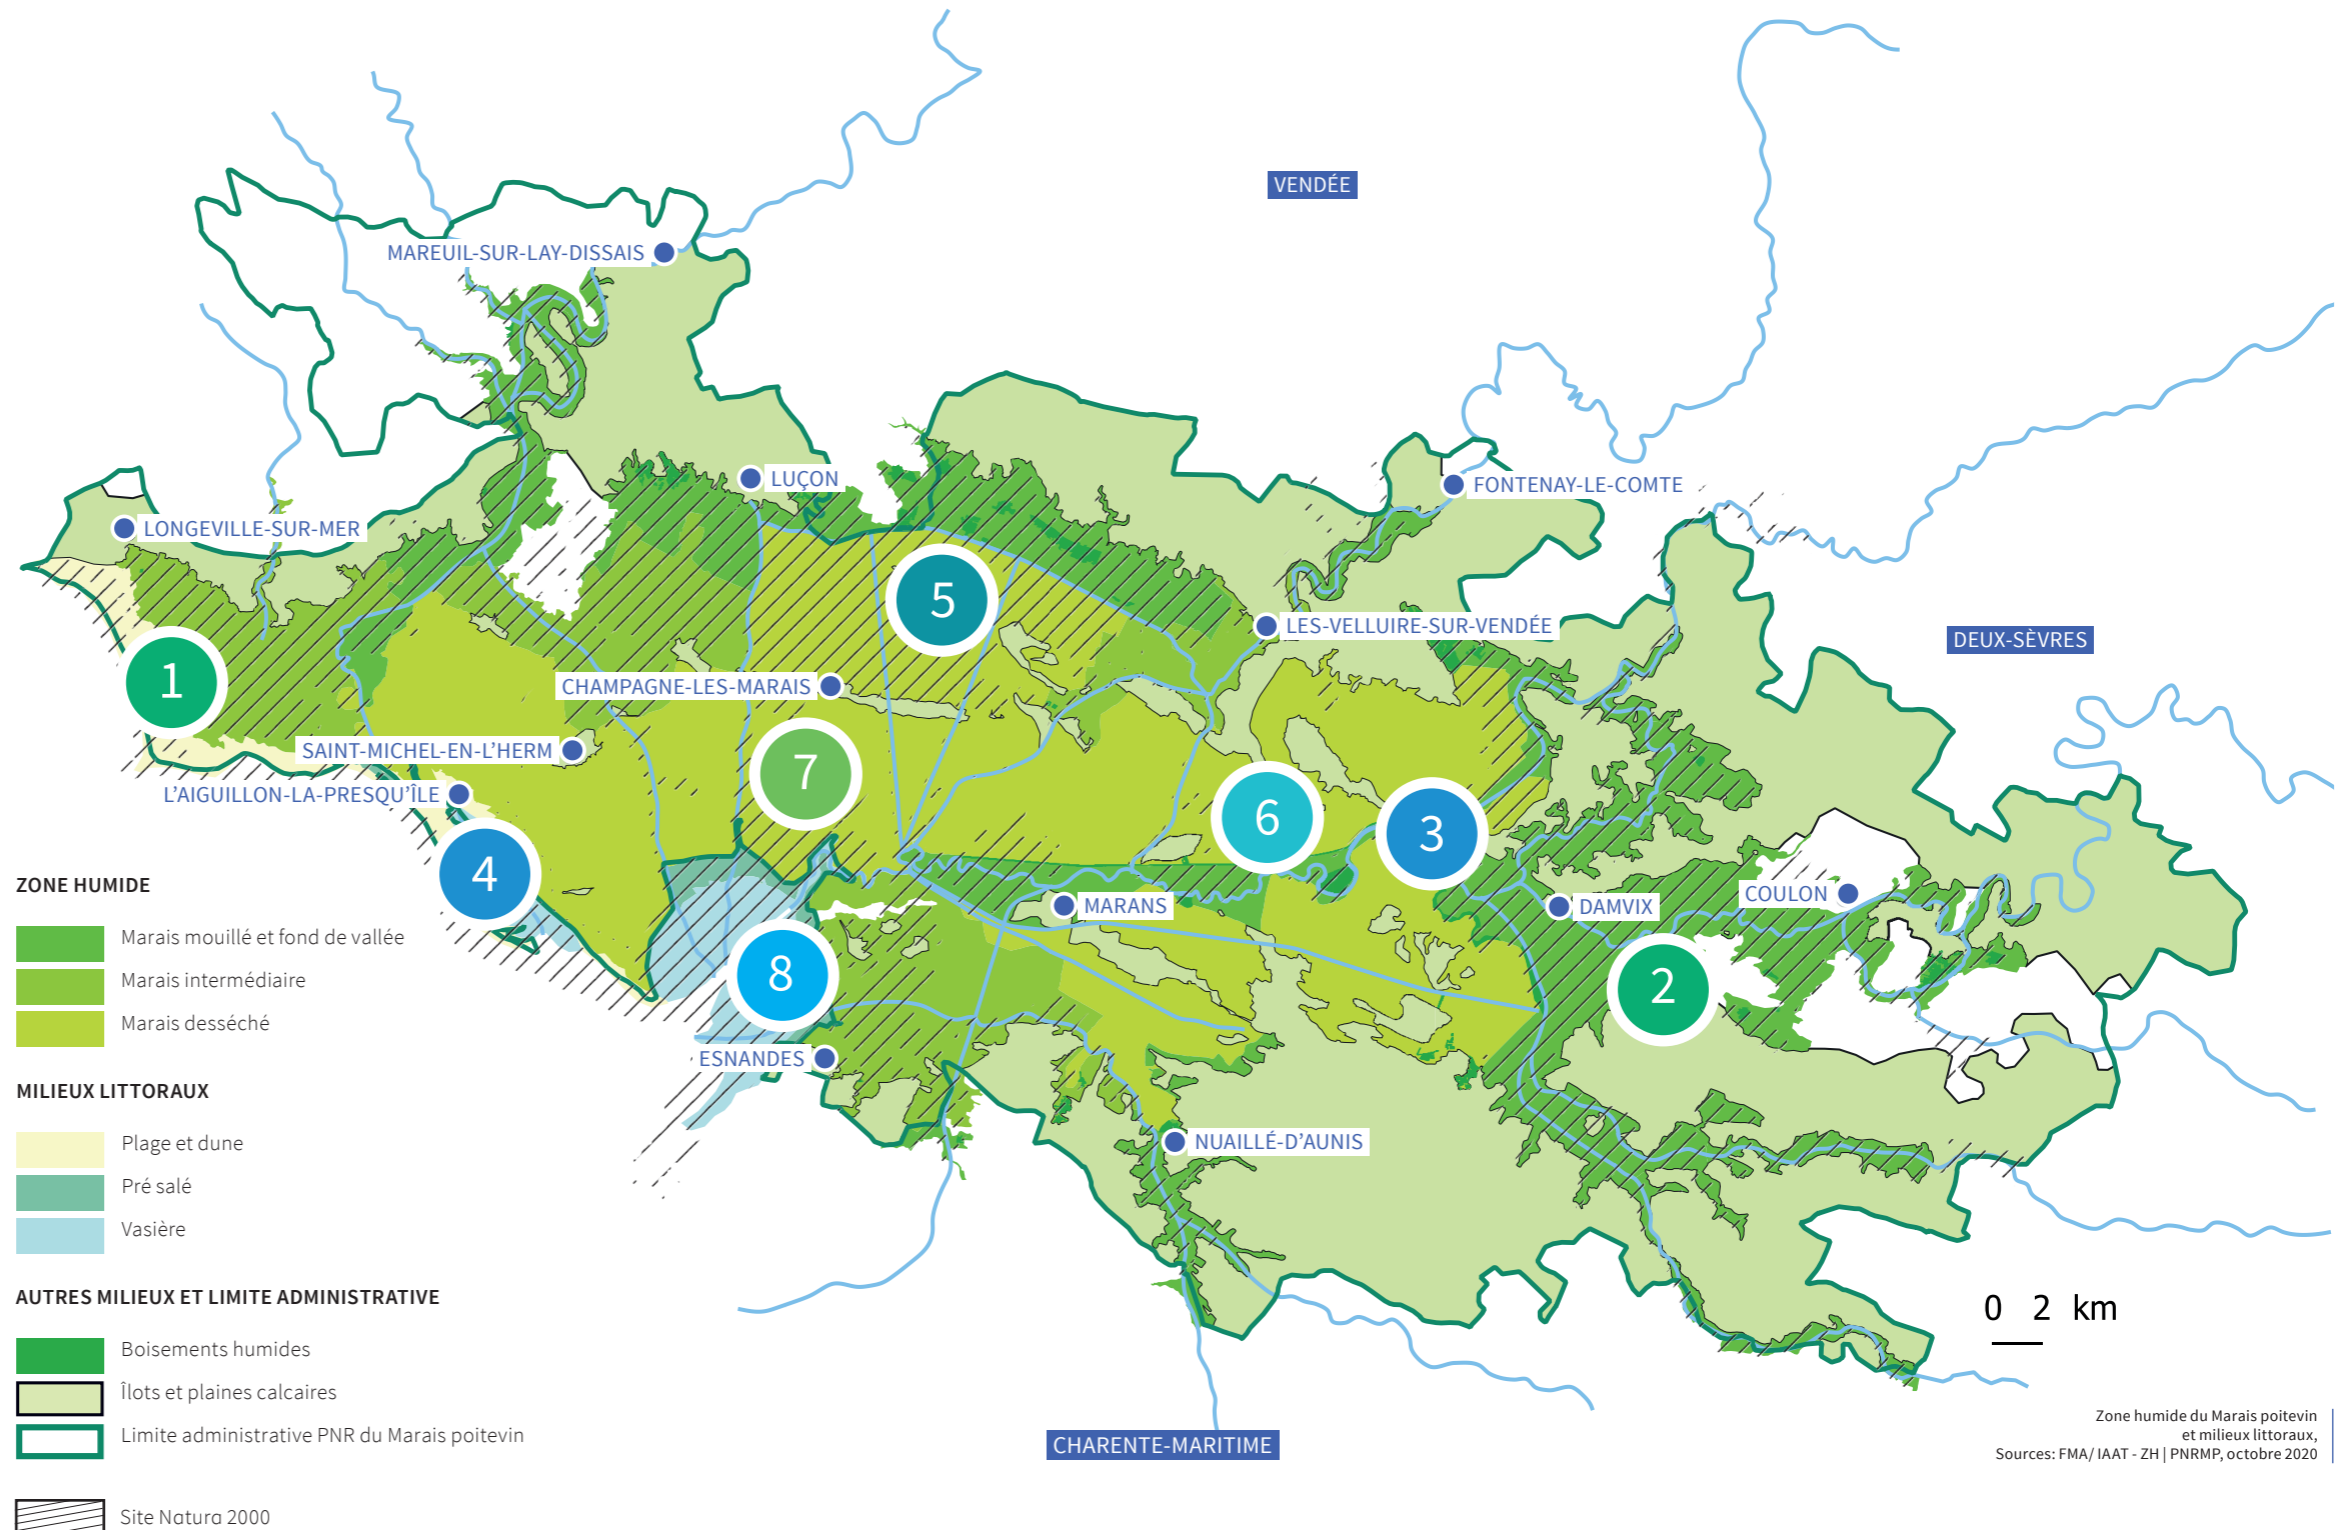 VENDÉE
MAREUIL-SUR-LAY-DISSAIS
LUÇON
FONTENAY-LE-COMTE
LONGEVILLE-SUR-MER
5
LES-VELLUIRE-SUR-VENDÉE
DEUX-SÈVRES
1
CHAMPAGNE-LES-MARAIS
SAINT-MICHEL-EN-L'HERM
7
L'AIGUILLON-LA-PRESQU'ÎLE
6
3
4
COULON
MARANS
DAMVIX
8
2
ESNANDES
NUAILLÉ-D'AUNIS
CHARENTE-MARITIME
ZONE HUMIDE
Marais mouillé et fond de vallée
Marais intermédiaire
Marais desséché
MILIEUX LITTORAUX
Plage et dune
Pré salé
Vasière
AUTRES MILIEUX ET LIMITE ADMINISTRATIVE
Boisements humides
Îlots et plaines calcaires
Limite administrative PNR du Marais poitevin
Site Natura 2000
0 2 km
Zone humide du Marais poitevin
et milieux littoraux,
Sources: FMA/ IAAT - ZH | PNRMP, octobre 2020